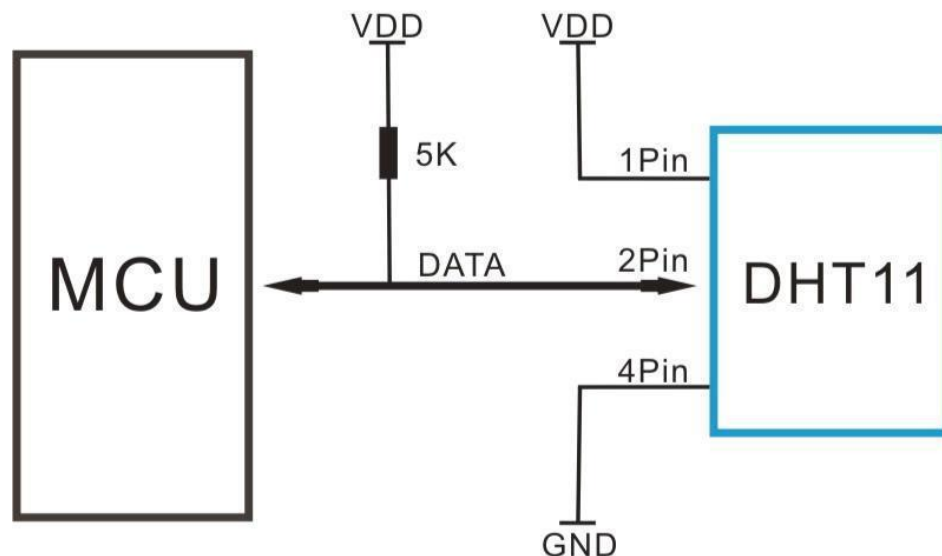 VDD
VDD
5K
1Pin
MCU
DATA
2Pin
DHT11
4Pin
GND